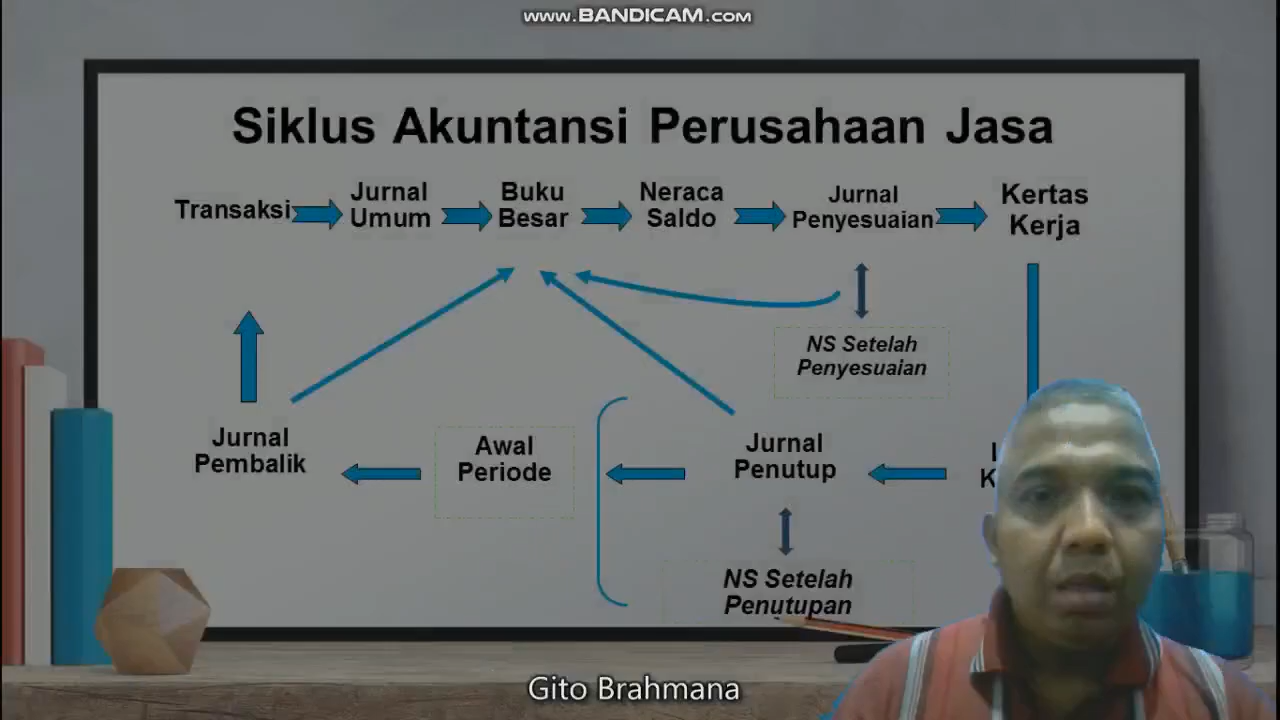 www.BANDICAM.com
Siklus Akuntansi Perusahaan Jasa
Transaksi
Jurnal
Umum
Buku
Besar
Neraca
Saldo
Jurnal
Penyesuaian
Kertas
Kerja
NS Setelah
Penyesuaian
Jurnal
Pembalik
Awal
Periode
Jurnal
Penutup
NS Setelah
Penutupan
Gito Brahmana